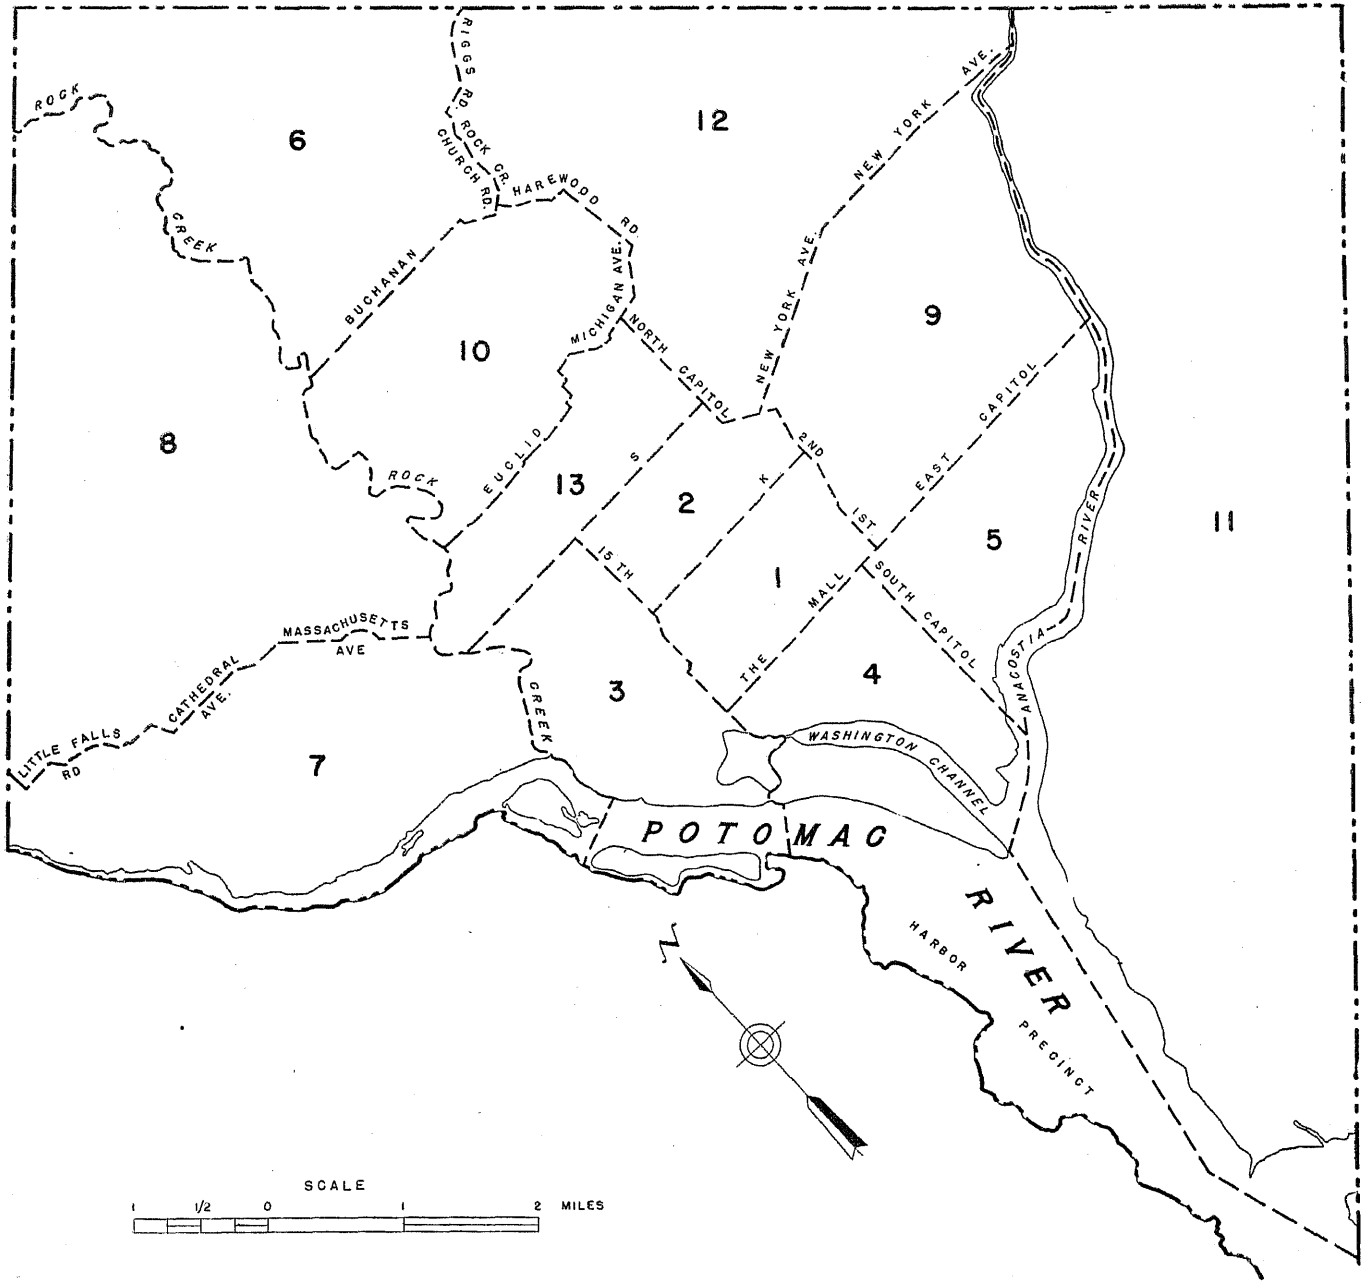 RIGGS RD.
ROCK CR.
CHURCH RD.
ROCK
CREEK
6
12
NEW YORK AVE.
HAREWOOD RD.
BUCHANAN
MICHIGAN AVE.
NEW YORK AVE.
9
10
NORTH CAPITOL
8
EUCLID
ROCK
13
S
2
K
2ND
1ST.
EAST CAPITOL
5
RIVER
11
15TH
1
THE MALL
SOUTH CAPITOL
ANACOSTIA
MASSACHUSETTS
AVE
CATHEDRAL
AVE.
LITTLE FALLS
RD
7
CREEK
3
4
WASHINGTON CHANNEL
POTOMAC
RIVER
HARBOR
PRECINCT
N
SCALE
1 1/2 0 1 2 MILES